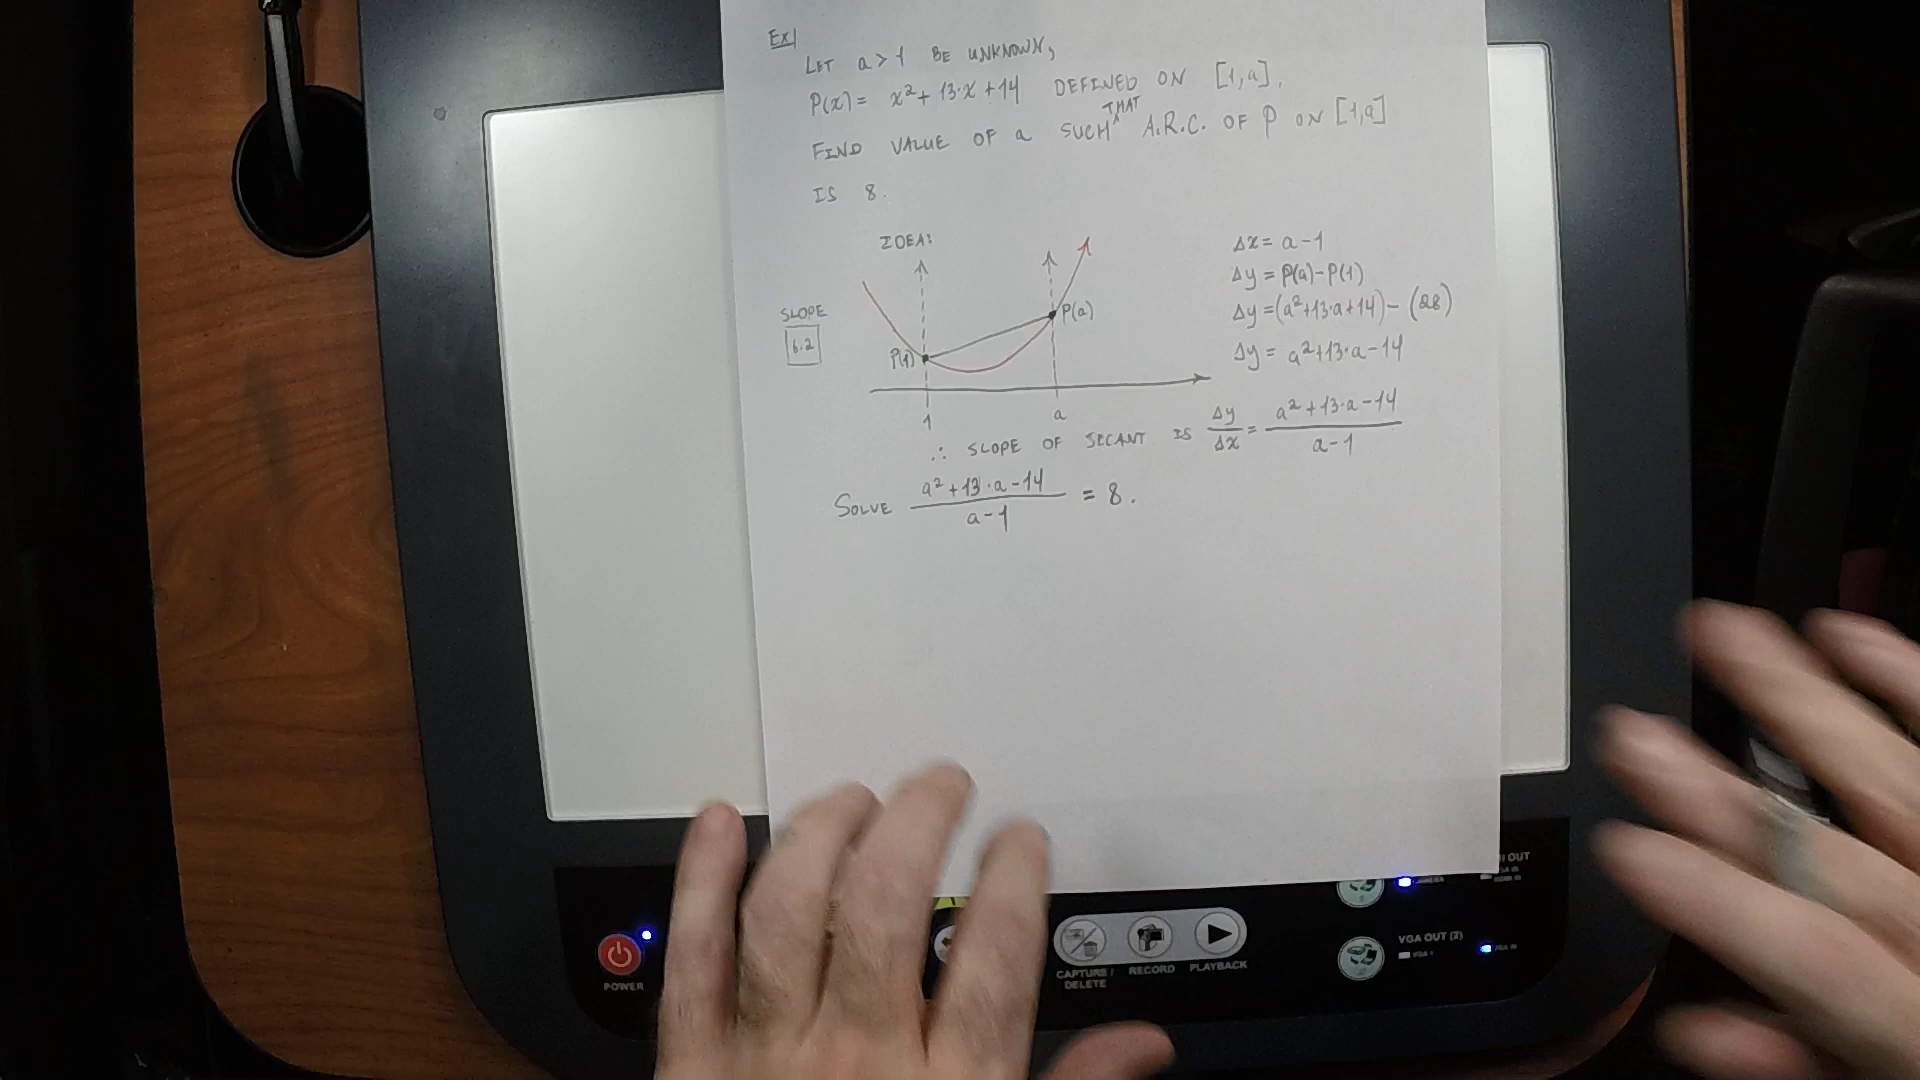 Ex1
LET a > 1 BE UNKNOWN,
P(x) = x² + 13·x + 14 DEFINED ON [1,a].
FIND VALUE OF a SUCH THAT A.R.C. OF P ON [1,a]
IS 8.
IDEA:
SLOPE
6.2
P(1)
P(a)
1
a
Δx = a-1
Δy = P(a)-P(1)
Δy = (a²+13·a+14) - (28)
Δy = a²+13·a-14
∴ SLOPE OF SECANT IS Δy/Δx = (a²+13·a-14)/(a-1)
SOLVE (a²+13·a-14)/(a-1) = 8.
OUT
POWER
CAPTURE /
DELETE
RECORD
PLAYBACK
VGA OUT (2)